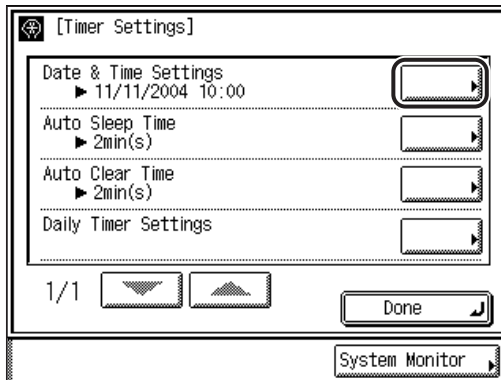 [Timer Settings]
Date & Time Settings
► 11/11/2004 10:00
Auto Sleep Time
► 2min(s)
Auto Clear Time
► 2min(s)
Daily Timer Settings
1/1
Done
System Monitor